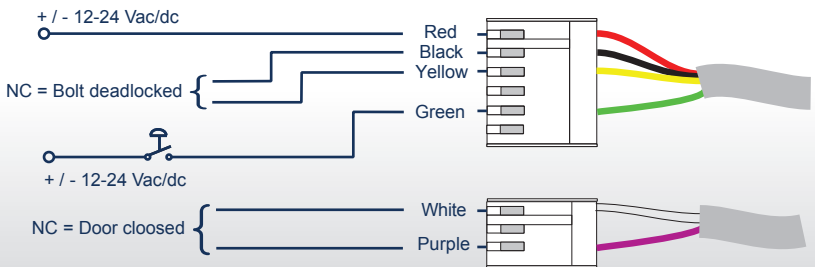 + / - 12-24 Vac/dc
Red
Black
Yellow
NC = Bolt deadlocked
Green
+ / - 12-24 Vac/dc
White
NC = Door cloosed
Purple